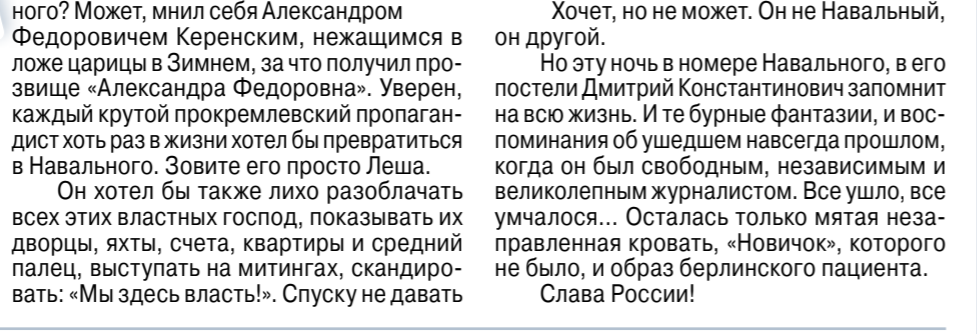 ного? Может, мнил себя Александром
Федоровичем Керенским, нежащимся в
ложе царицы в Зимнем, за что получил про-
звище «Александра Федоровна». Уверен,
каждый крутой прокремлевский пропаган-
дист хоть раз в жизни хотел бы превратиться
в Навального. Зовите его просто Леша.
Он хотел бы также лихо разоблачать
всех этих властных господ, показывать их
дворцы, яхты, счета, квартиры и средний
палец, выступать на митингах, скандиро-
вать: «Мы здесь власть!». Спуску не давать
Хочет, но не может. Он не Навальный,
он другой.
Но эту ночь в номере Навального, в его
постели Дмитрий Константинович запомнит
на всю жизнь. И те бурные фантазии, и вос-
поминания об ушедшем навсегда прошлом,
когда он был свободным, независимым и
великолепным журналистом. Все ушло, все
умчалося... Осталась только мятая неза-
правленная кровать, «Новичок», которого
не было, и образ берлинского пациента.
Слава России!